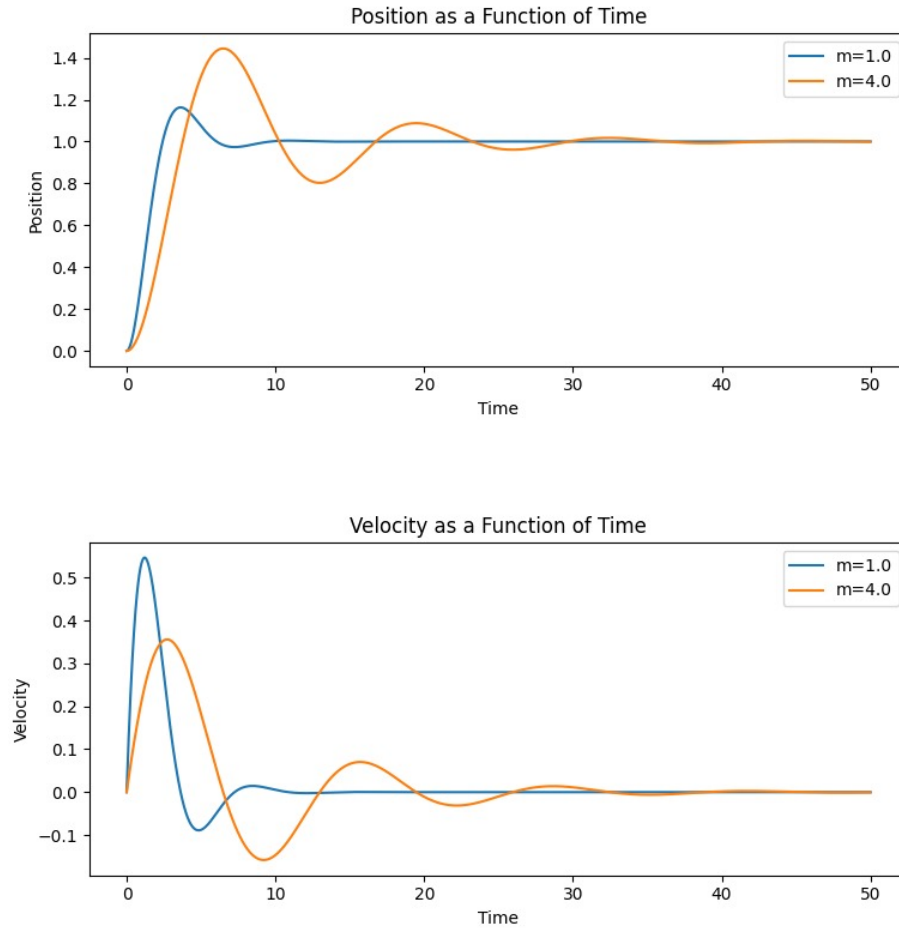 Position as a Function of Time
m=1.0
m=4.0
1.4
1.2
1.0
0.8
0.6
0.4
0.2
0.0
Position
0 10 20 30 40 50
Time
Velocity as a Function of Time
m=1.0
m=4.0
0.5
0.4
0.3
0.2
0.1
0.0
−0.1
Velocity
0 10 20 30 40 50
Time